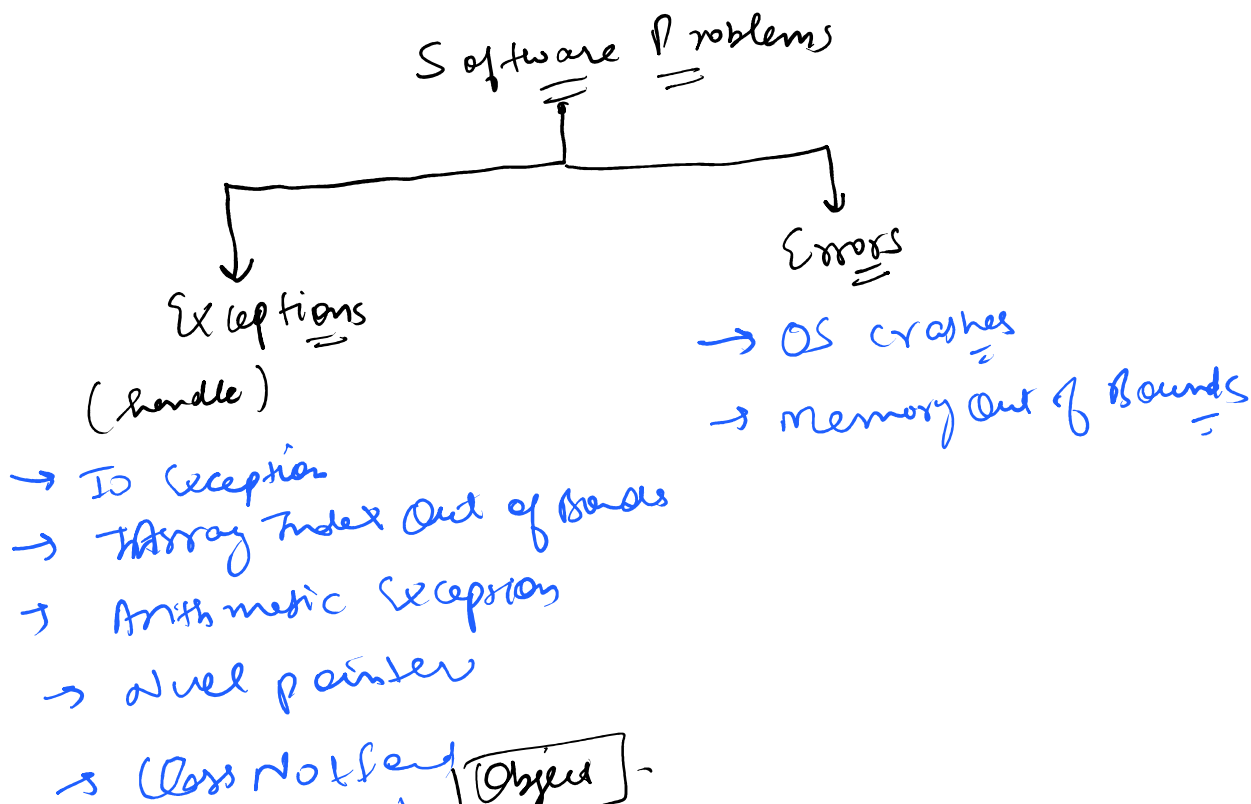 Software Problems
Exceptions
(handle)
→ IO Exception
→ Array Index Out of Bounds
→ Arithmetic Exception
→ Null pointer
→ Class Not Found
Object
Errors
→ OS crashes
→ Memory Out of Bounds